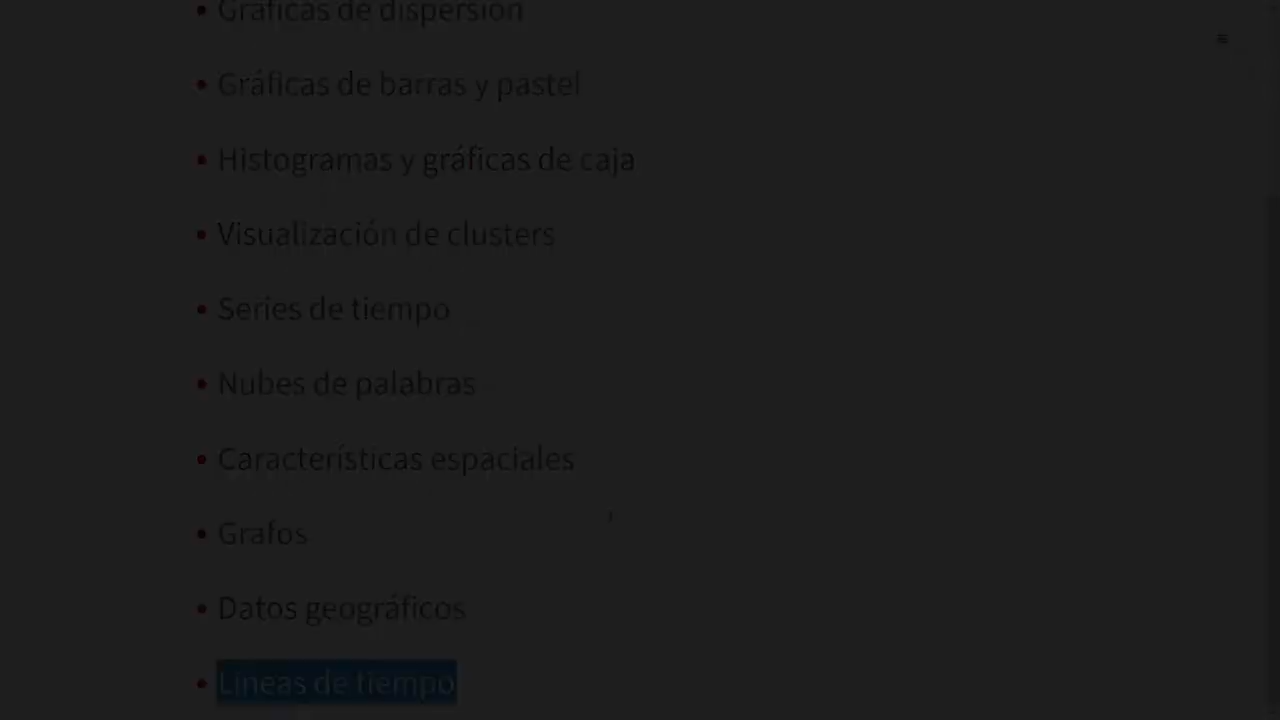 • Gráficas de dispersión
• Gráficas de barras y pastel
• Histogramas y gráficas de caja
• Visualización de clusters
• Series de tiempo
• Nubes de palabras
• Características espaciales
• Grafos
• Datos geográficos
• Líneas de tiempo